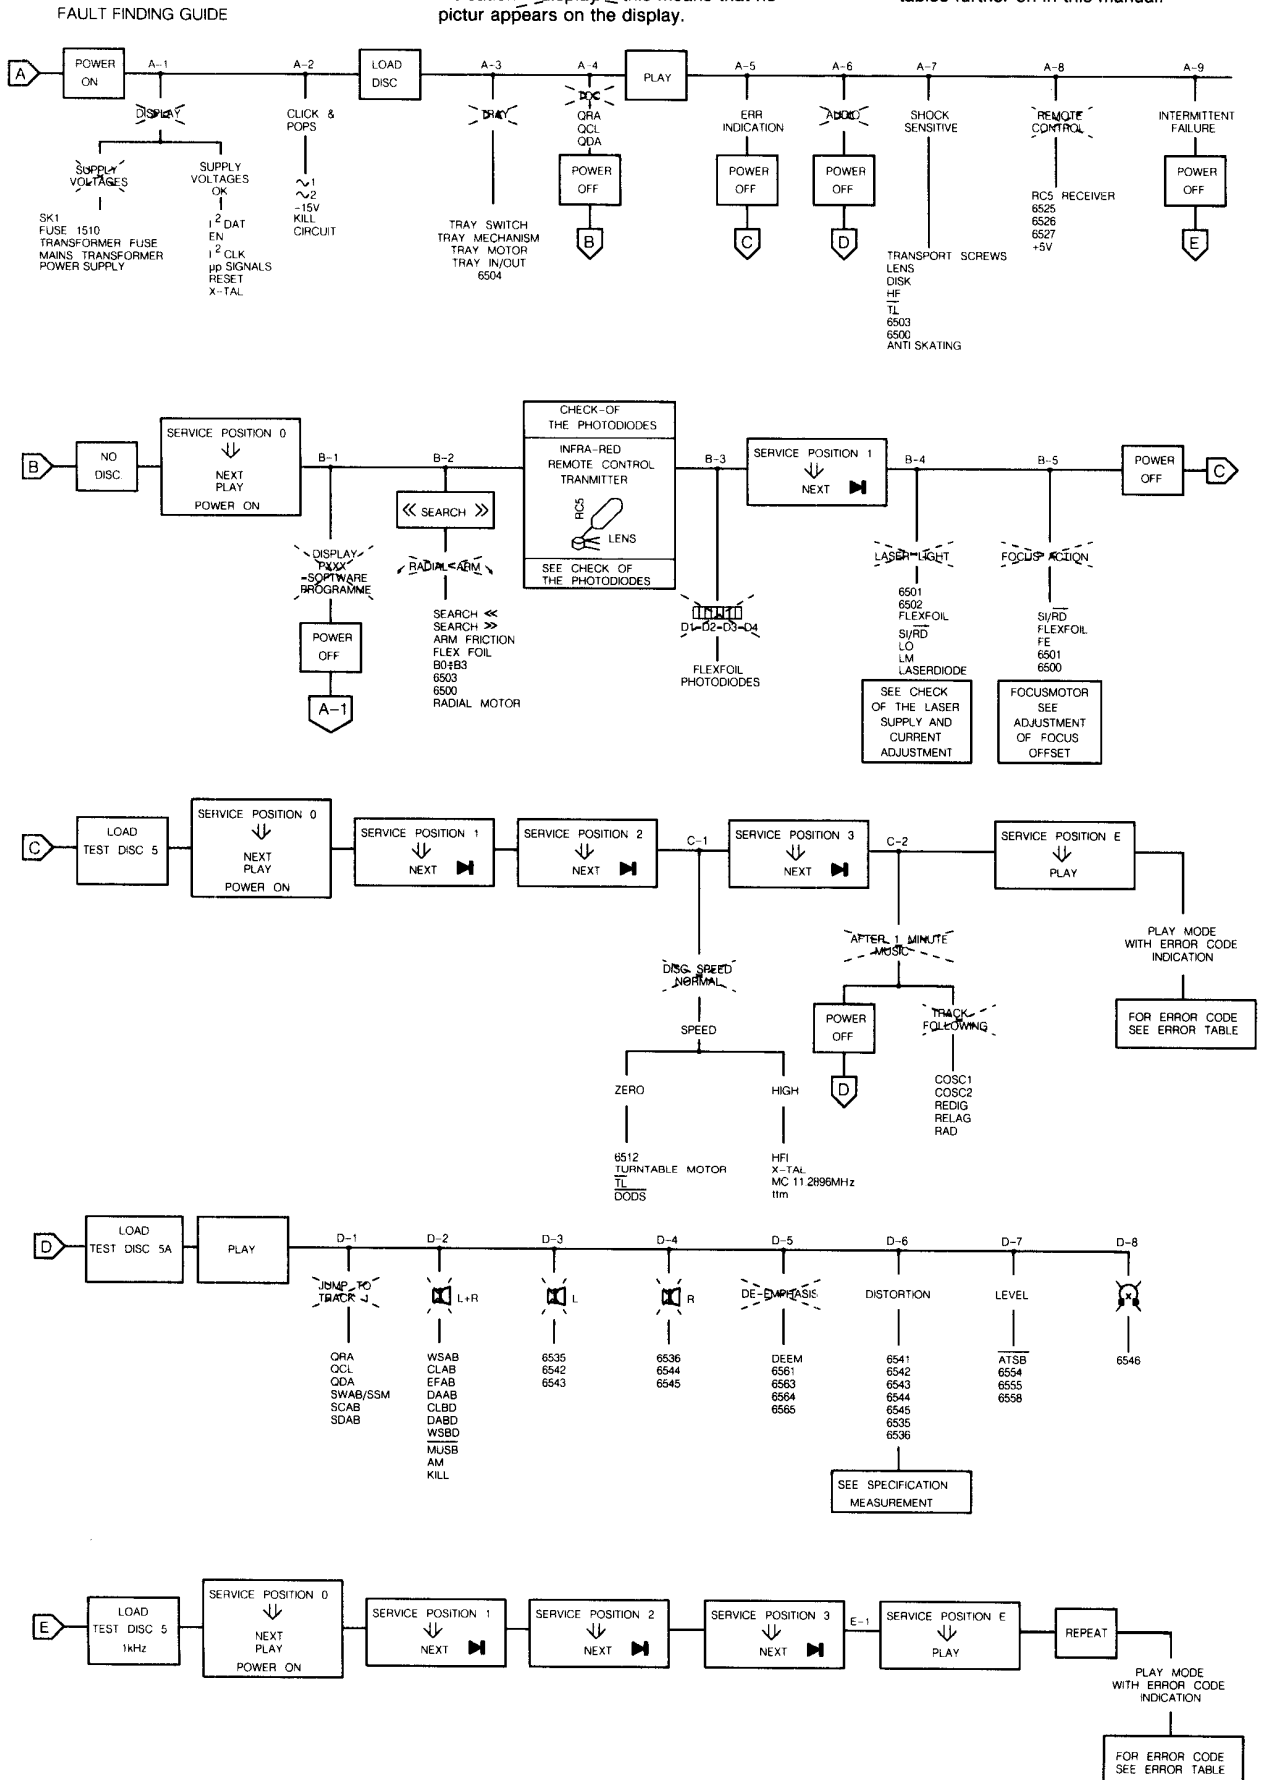 FAULT FINDING GUIDE
display this means that no
pictur appears on the display.
tables further on in this manual.
A
POWER
ON
A-1
A-2
LOAD
DISC
A-3
A-4
PLAY
A-5
A-6
A-7
A-8
A-9
DISPLAY
SUPPLY
VOLTAGES
SUPPLY
VOLTAGES
OK
SK1
FUSE 1510
TRANSFORMER FUSE
MAINS TRANSFORMER
POWER SUPPLY
I² DAT
EN
I² CLK
µp SIGNALS
RESET
X-TAL
CLICK &
POPS
~1
~2
-15V
KILL
CIRCUIT
TRAY
TRAY SWITCH
TRAY MECHANISM
TRAY MOTOR
TRAY IN/OUT
6504
TOC
QRA
QCL
QDA
POWER
OFF
B
ERR
INDICATION
POWER
OFF
C
AUDIO
POWER
OFF
D
SHOCK
SENSITIVE
TRANSPORT SCREWS
LENS
DISK
HF
TL
6503
6500
ANTI SKATING
REMOTE
CONTROL
RC5 RECEIVER
6525
6526
6527
+5V
INTERMITTENT
FAILURE
POWER
OFF
E
B
NO
DISC
SERVICE POSITION 0
⇓
NEXT
PLAY
POWER ON
B-1
B-2
CHECK-OF
THE PHOTODIODES
INFRA-RED
REMOTE CONTROL
TRANMITTER
RC5
LENS
SEE CHECK OF
THE PHOTODIODES
B-3
SERVICE POSITION 1
⇓
NEXT
B-4
B-5
POWER
OFF
C
DISPLAY
PXXX
=SOFTWARE
PROGRAMME
POWER
OFF
A-1
≪ SEARCH ≫
RADIAL ARM
SEARCH ≪
SEARCH ≫
ARM FRICTION
FLEX FOIL
B0÷B3
6503
6500
RADIAL MOTOR
D1-D2-D3-D4
FLEXFOIL
PHOTODIODES
LASER LIGHT
6501
6502
FLEXFOIL
SI/RD
LO
LM
LASERDIODE
SEE CHECK
OF THE LASER
SUPPLY AND
CURRENT
ADJUSTMENT
FOCUS ACTION
SI/RD
FLEXFOIL
FE
6501
6500
FOCUSMOTOR
SEE
ADJUSTMENT
OF FOCUS
OFFSET
C
LOAD
TEST DISC 5
SERVICE POSITION 0
⇓
NEXT
PLAY
POWER ON
SERVICE POSITION 1
⇓
NEXT
SERVICE POSITION 2
⇓
NEXT
C-1
SERVICE POSITION 3
⇓
NEXT
C-2
SERVICE POSITION E
⇓
PLAY
DISC SPEED
NORMAL
SPEED
ZERO
6512
TURNTABLE MOTOR
TL
DODS
HIGH
HFI
X-TAL
MC 11.2896MHz
ttm
AFTER 1 MINUTE
MUSIC
POWER
OFF
D
TRACK
FOLLOWING
COSC1
COSC2
REDIG
RELAG
RAD
PLAY MODE
WITH ERROR CODE
INDICATION
FOR ERROR CODE
SEE ERROR TABLE
D
LOAD
TEST DISC 5A
PLAY
D-1
D-2
D-3
D-4
D-5
D-6
D-7
D-8
JUMP TO
TRACK J
QRA
QCL
QDA
SWAB/SSM
SCAB
SDAB
L+R
WSAB
CLAB
EFAB
DAAB
CLBD
DABD
WSBD
MUSB
AM
KILL
L
6535
6542
6543
R
6536
6544
6545
DE-EMPHASIS
DEEM
6561
6563
6564
6565
DISTORTION
6541
6542
6543
6544
6545
6535
6536
SEE SPECIFICATION
MEASUREMENT
LEVEL
ATSB
6554
6555
6558
6546
E
LOAD
TEST DISC 5
1kHz
SERVICE POSITION 0
⇓
NEXT
PLAY
POWER ON
SERVICE POSITION 1
⇓
NEXT
SERVICE POSITION 2
⇓
NEXT
SERVICE POSITION 3
⇓
NEXT
E-1
SERVICE POSITION E
⇓
PLAY
REPEAT
PLAY MODE
WITH ERROR CODE
INDICATION
FOR ERROR CODE
SEE ERROR TABLE